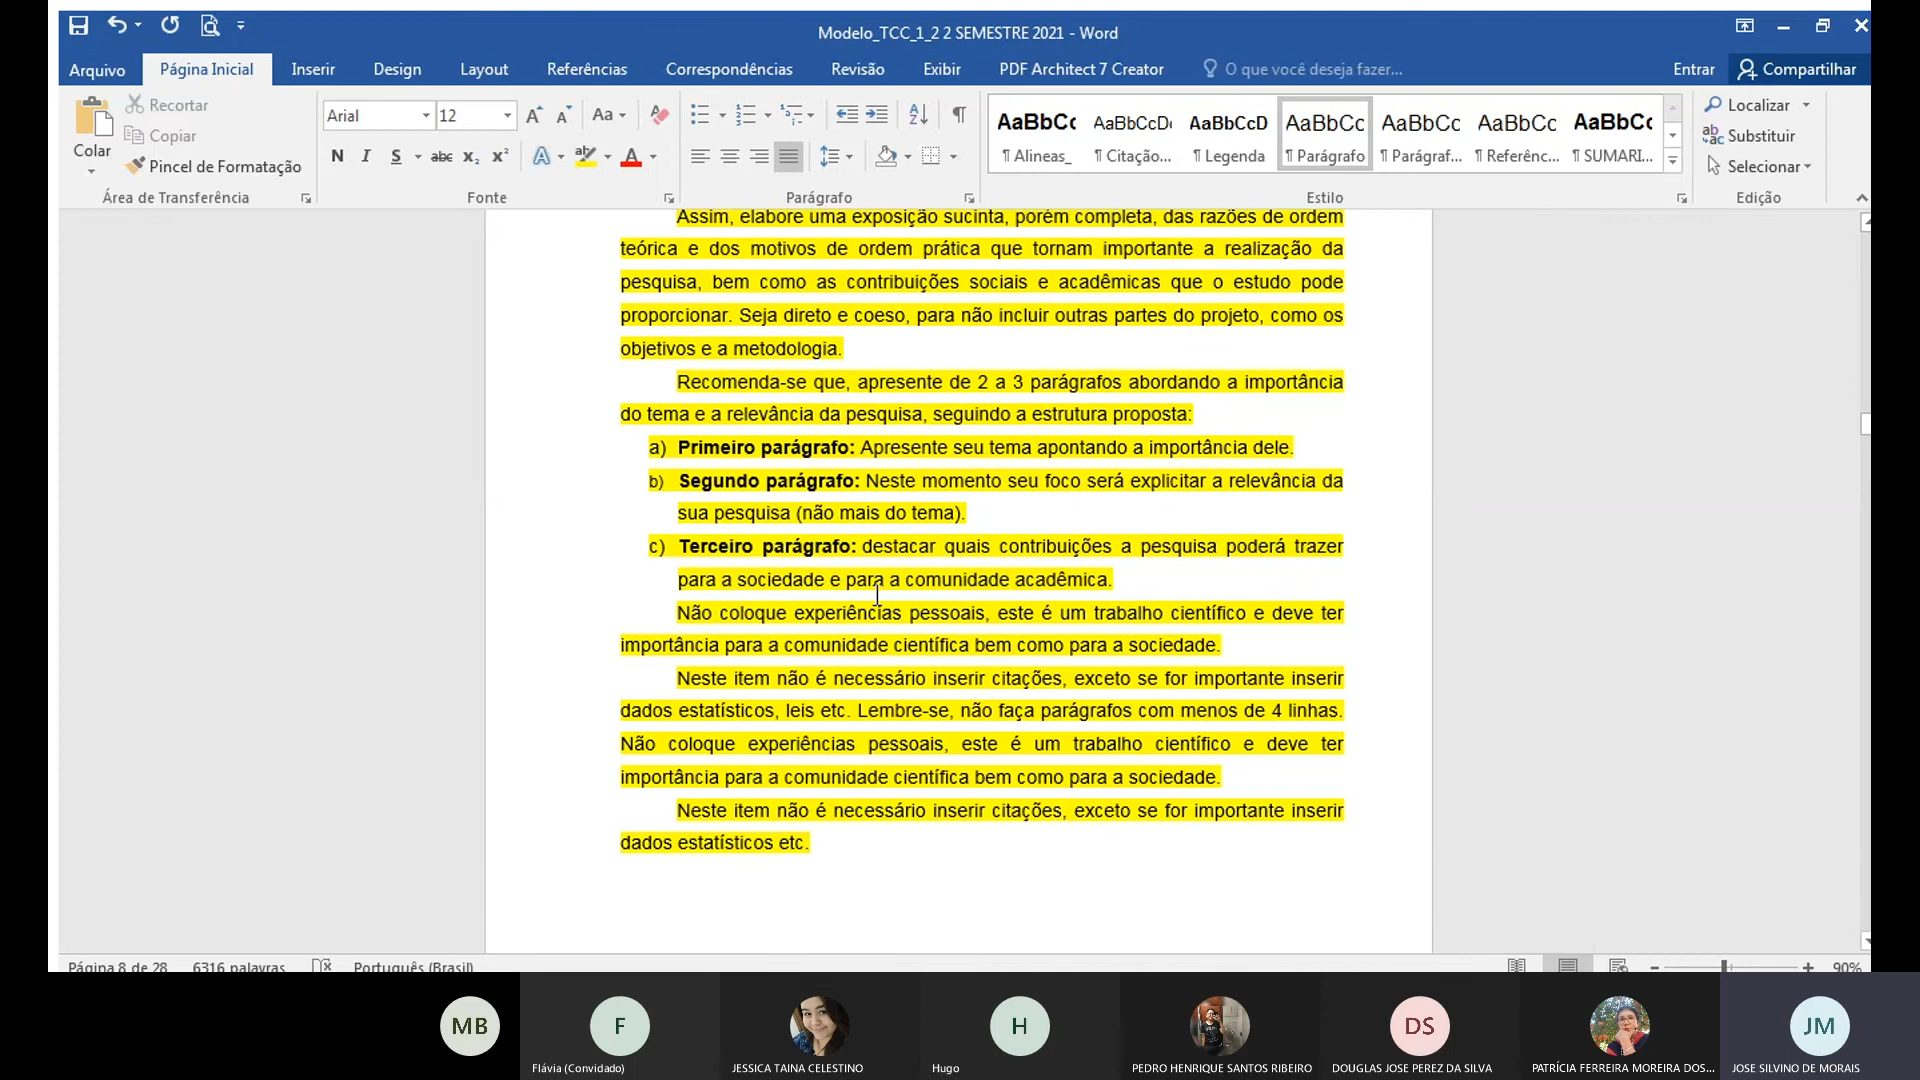 Modelo_TCC_1_2 2 SEMESTRE 2021 - Word
Arquivo Página Inicial Inserir Design Layout Referências Correspondências Revisão Exibir PDF Architect 7 Creator O que você deseja fazer... Entrar Compartilhar
Colar
Recortar
Copiar
Pincel de Formatação
Área de Transferência
Arial 12
Aa
N I S abc x₂ x² A A
Fonte
Parágrafo
AaBbCc AaBbCcDc AaBbCcD AaBbCc AaBbCc AaBbCc AaBbCc
¶ Alineas_ ¶ Citação... ¶ Legenda ¶ Parágrafo ¶ Parágraf... ¶ Referênc... ¶ SUMARI...
Estilo
Localizar
Substituir
Selecionar
Edição
Assim, elabore uma exposição sucinta, porém completa, das razões de ordem
teórica e dos motivos de ordem prática que tornam importante a realização da
pesquisa, bem como as contribuições sociais e acadêmicas que o estudo pode
proporcionar. Seja direto e coeso, para não incluir outras partes do projeto, como os
objetivos e a metodologia.
Recomenda-se que, apresente de 2 a 3 parágrafos abordando a importância
do tema e a relevância da pesquisa, seguindo a estrutura proposta:
a) Primeiro parágrafo: Apresente seu tema apontando a importância dele.
b) Segundo parágrafo: Neste momento seu foco será explicitar a relevância da
sua pesquisa (não mais do tema).
c) Terceiro parágrafo: destacar quais contribuições a pesquisa poderá trazer
para a sociedade e para a comunidade acadêmica.
Não coloque experiências pessoais, este é um trabalho científico e deve ter
importância para a comunidade científica bem como para a sociedade.
Neste item não é necessário inserir citações, exceto se for importante inserir
dados estatísticos, leis etc. Lembre-se, não faça parágrafos com menos de 4 linhas.
Não coloque experiências pessoais, este é um trabalho científico e deve ter
importância para a comunidade científica bem como para a sociedade.
Neste item não é necessário inserir citações, exceto se for importante inserir
dados estatísticos etc.
Página 8 de 28 6316 palavras Português (Brasil) 90%
MB F H DS JM
Flávia (Convidado) JESSICA TAINA CELESTINO Hugo PEDRO HENRIQUE SANTOS RIBEIRO DOUGLAS JOSE PEREZ DA SILVA PATRÍCIA FERREIRA MOREIRA DOS... JOSE SILVINO DE MORAIS